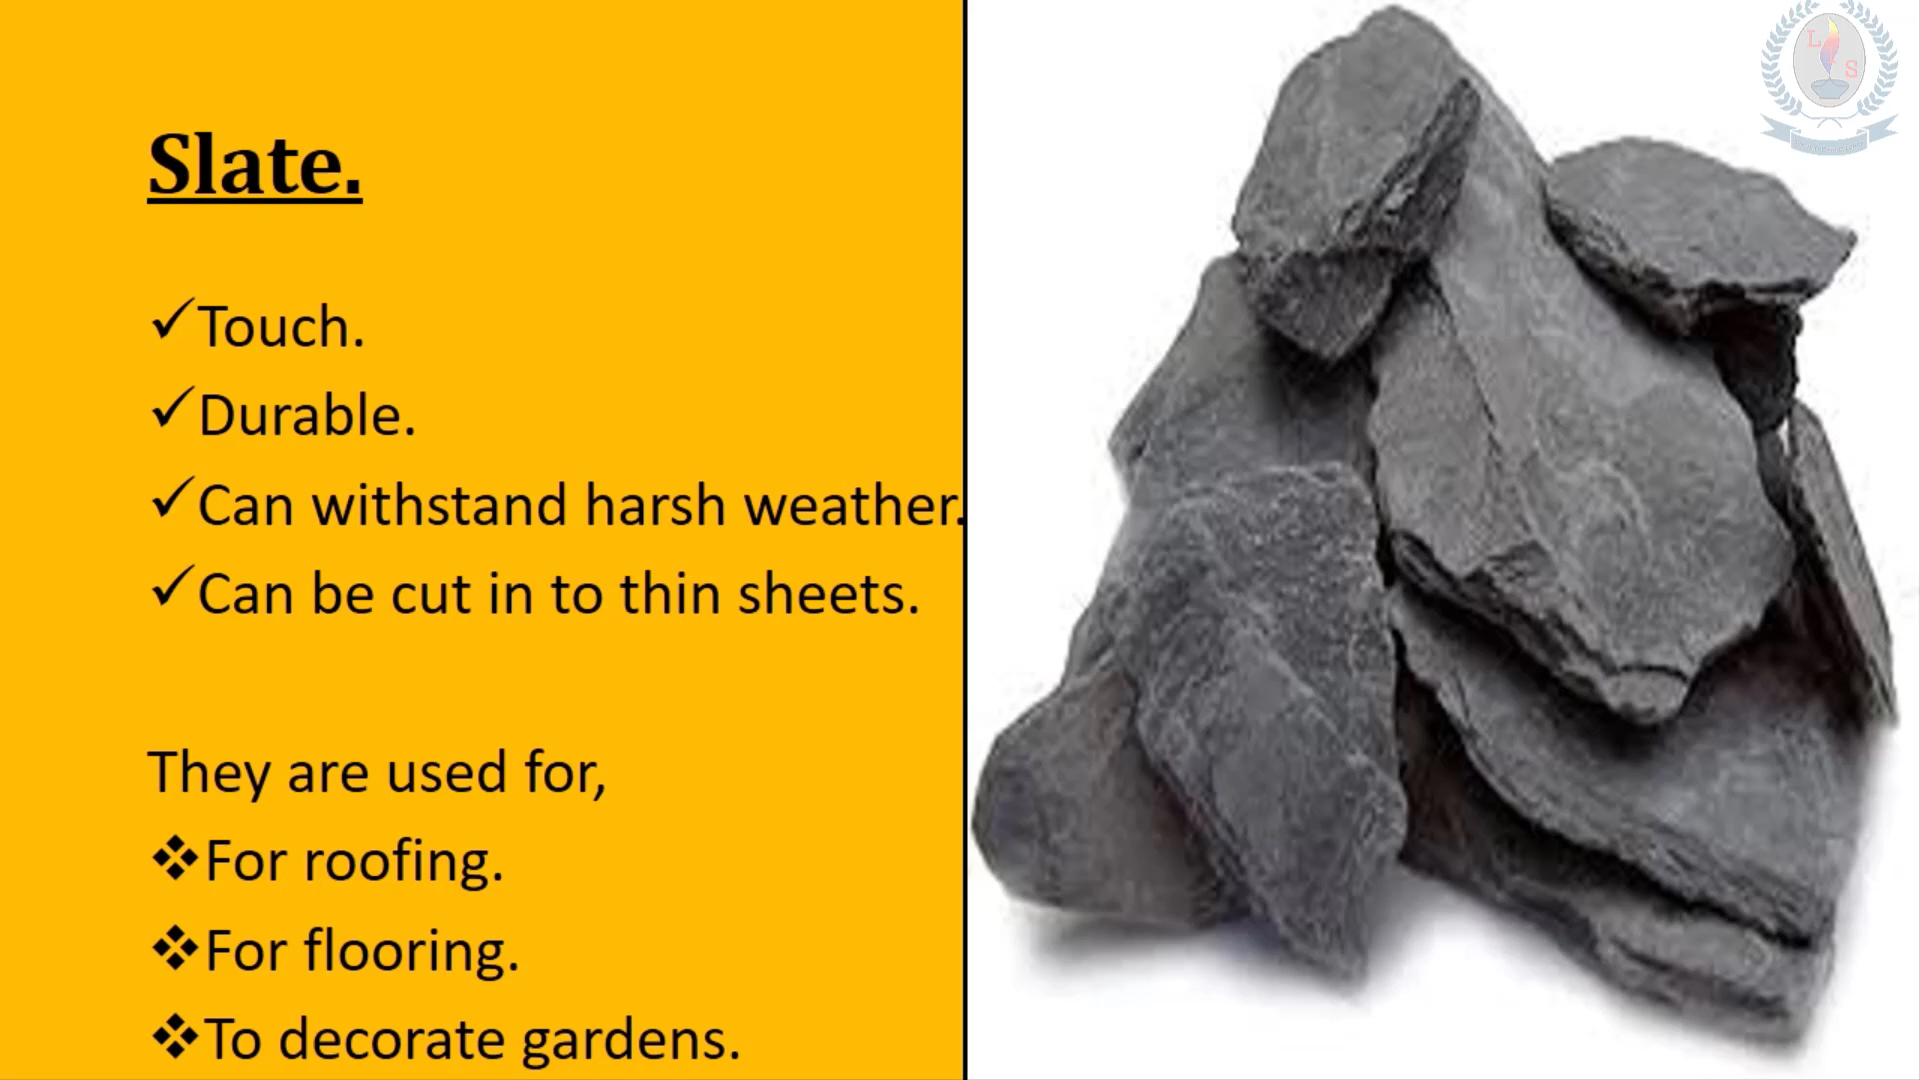 Slate.
✓Touch.
✓Durable.
✓Can withstand harsh weather.
✓Can be cut in to thin sheets.
They are used for,
❖For roofing.
❖For flooring.
❖To decorate gardens.
L
S